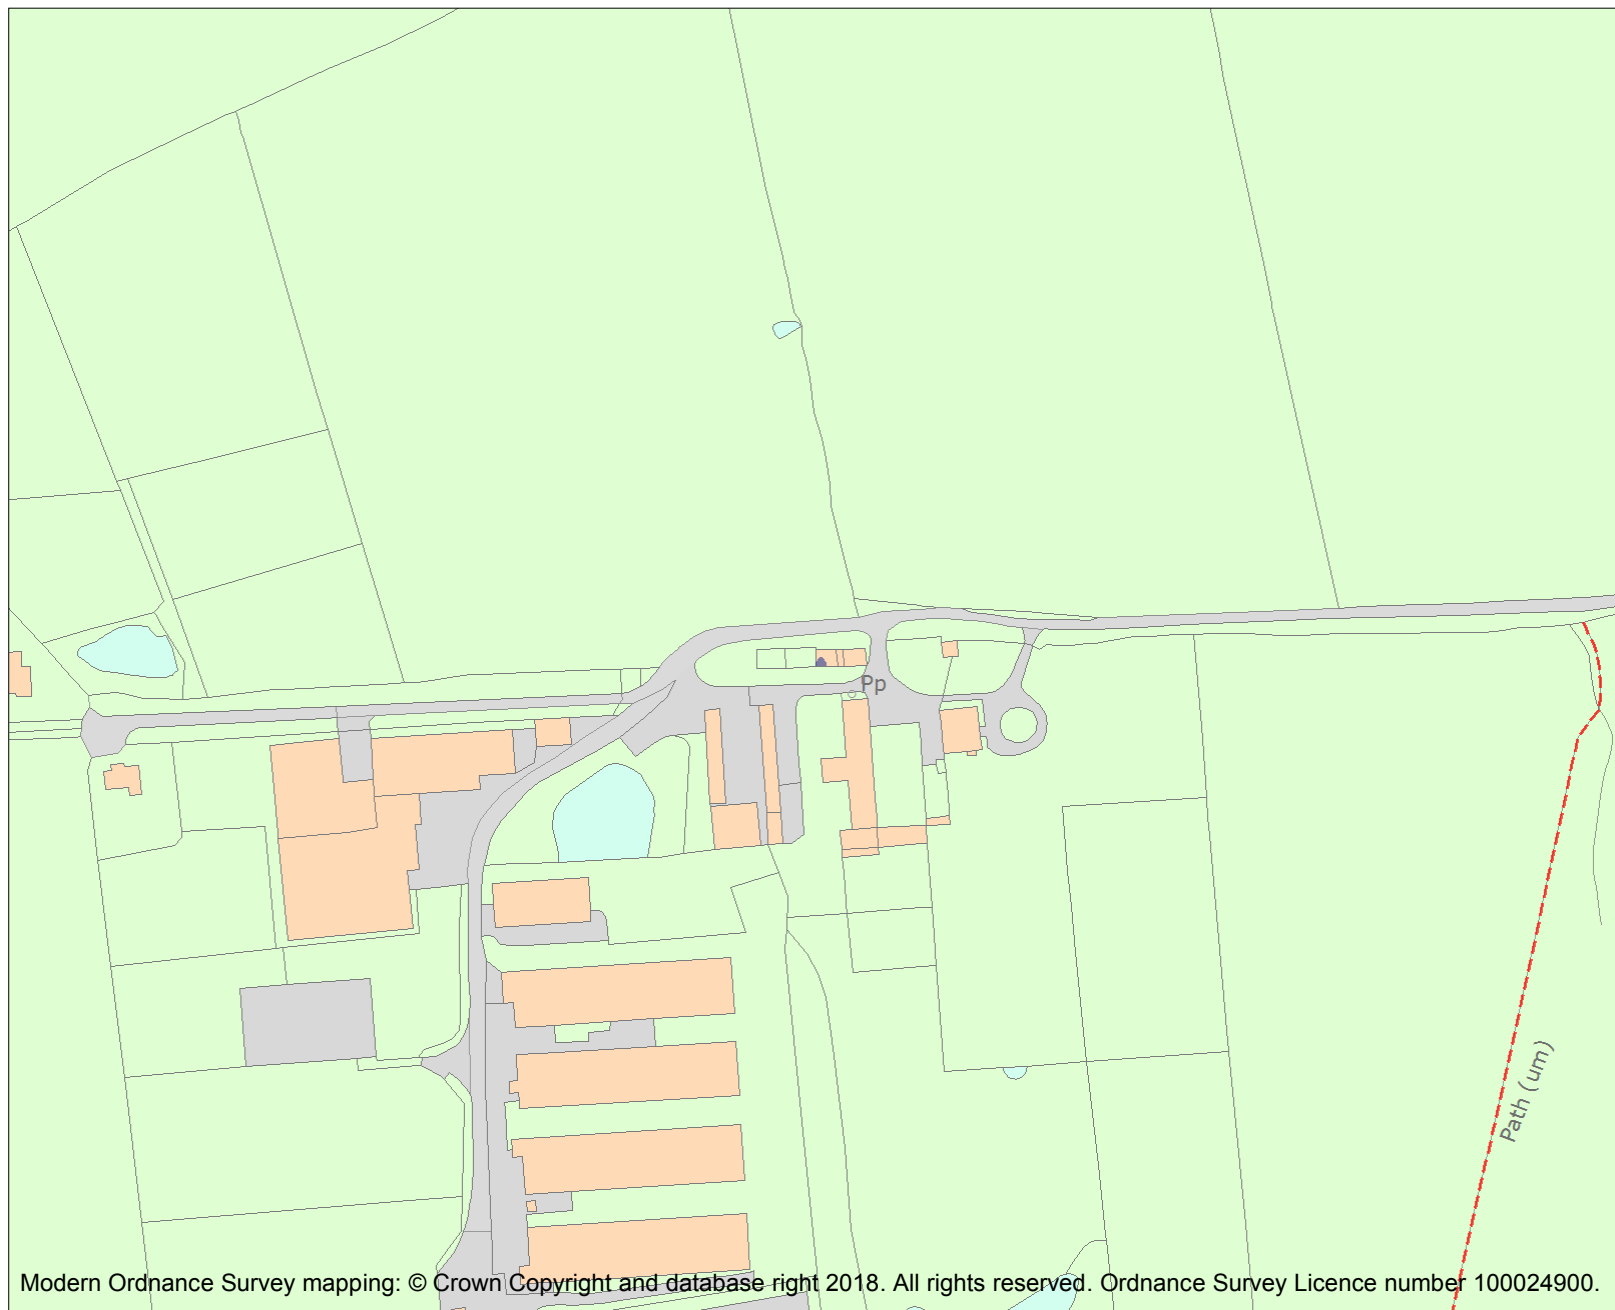 Pp
Path (um)
Modern Ordnance Survey mapping: © Crown Copyright and database right 2018. All rights reserved. Ordnance Survey Licence number 100024900.